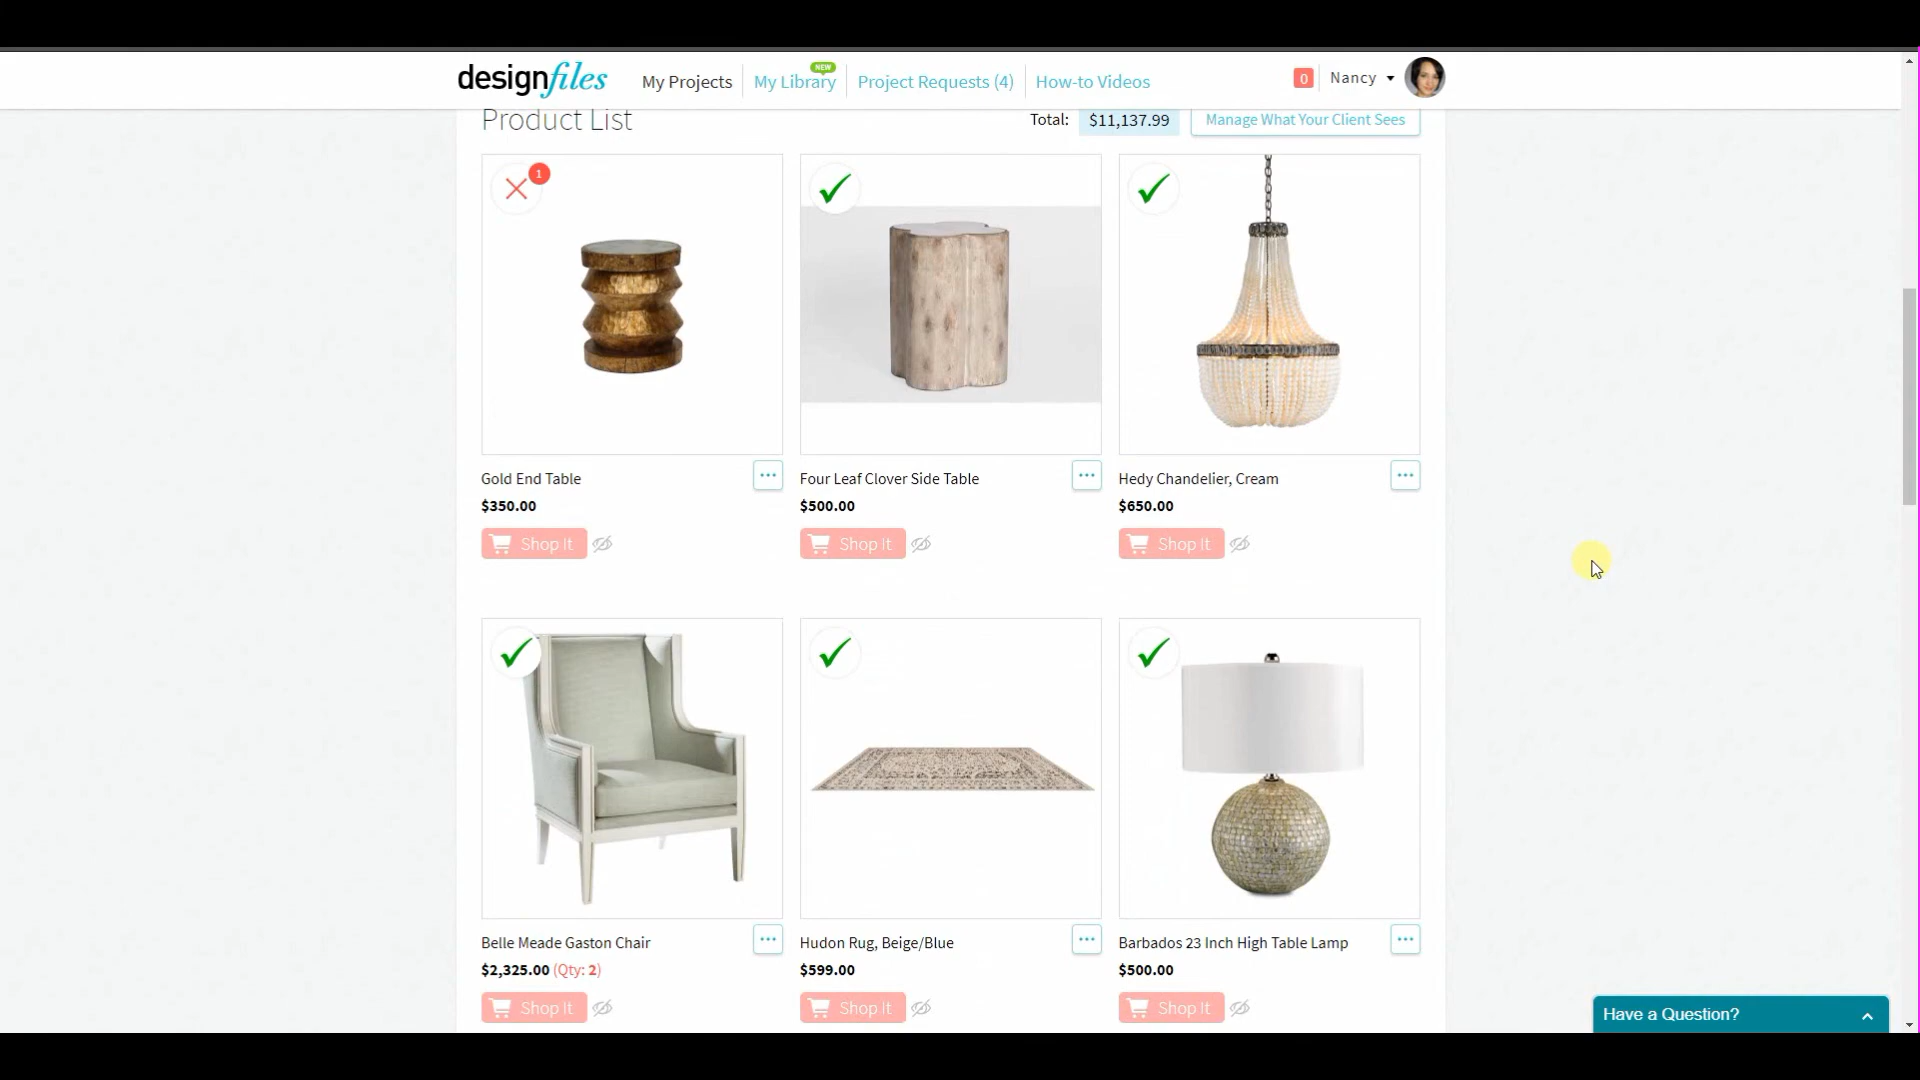 designfiles
My Projects
NEW
My Library
Project Requests (4)
How-to Videos
0
Nancy
Product List
Total:
$11,137.99
Manage What Your Client Sees
1
Gold End Table
$350.00
Shop It
Four Leaf Clover Side Table
$500.00
Shop It
Hedy Chandelier, Cream
$650.00
Shop It
Belle Meade Gaston Chair
$2,325.00 (Qty: 2)
Shop It
Hudon Rug, Beige/Blue
$599.00
Shop It
Barbados 23 Inch High Table Lamp
$500.00
Shop It
Have a Question?